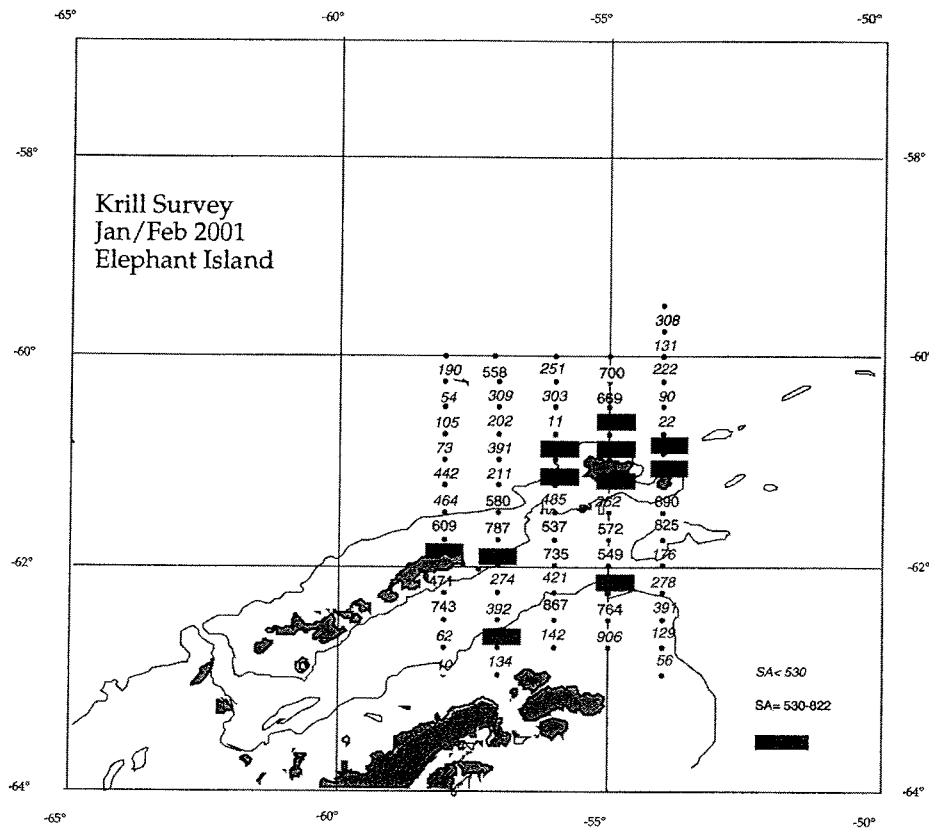 -65° -60° -55° -50°
-58° -58°
Krill Survey
Jan/Feb 2001
Elephant Island
308
-60° 131 -60°
190 558 251 700 222
54 309 303 669 90
105 202 11 22
73 391
442 211
464 580 485 262 890
609 787 537 572 825
735 549 176
-62° 471 274 421 278 -62°
743 392 867 764 391
62 142 906 129
10 134 56
SA< 530
SA= 530-822
-64° -64°
-65° -60° -55° -50°